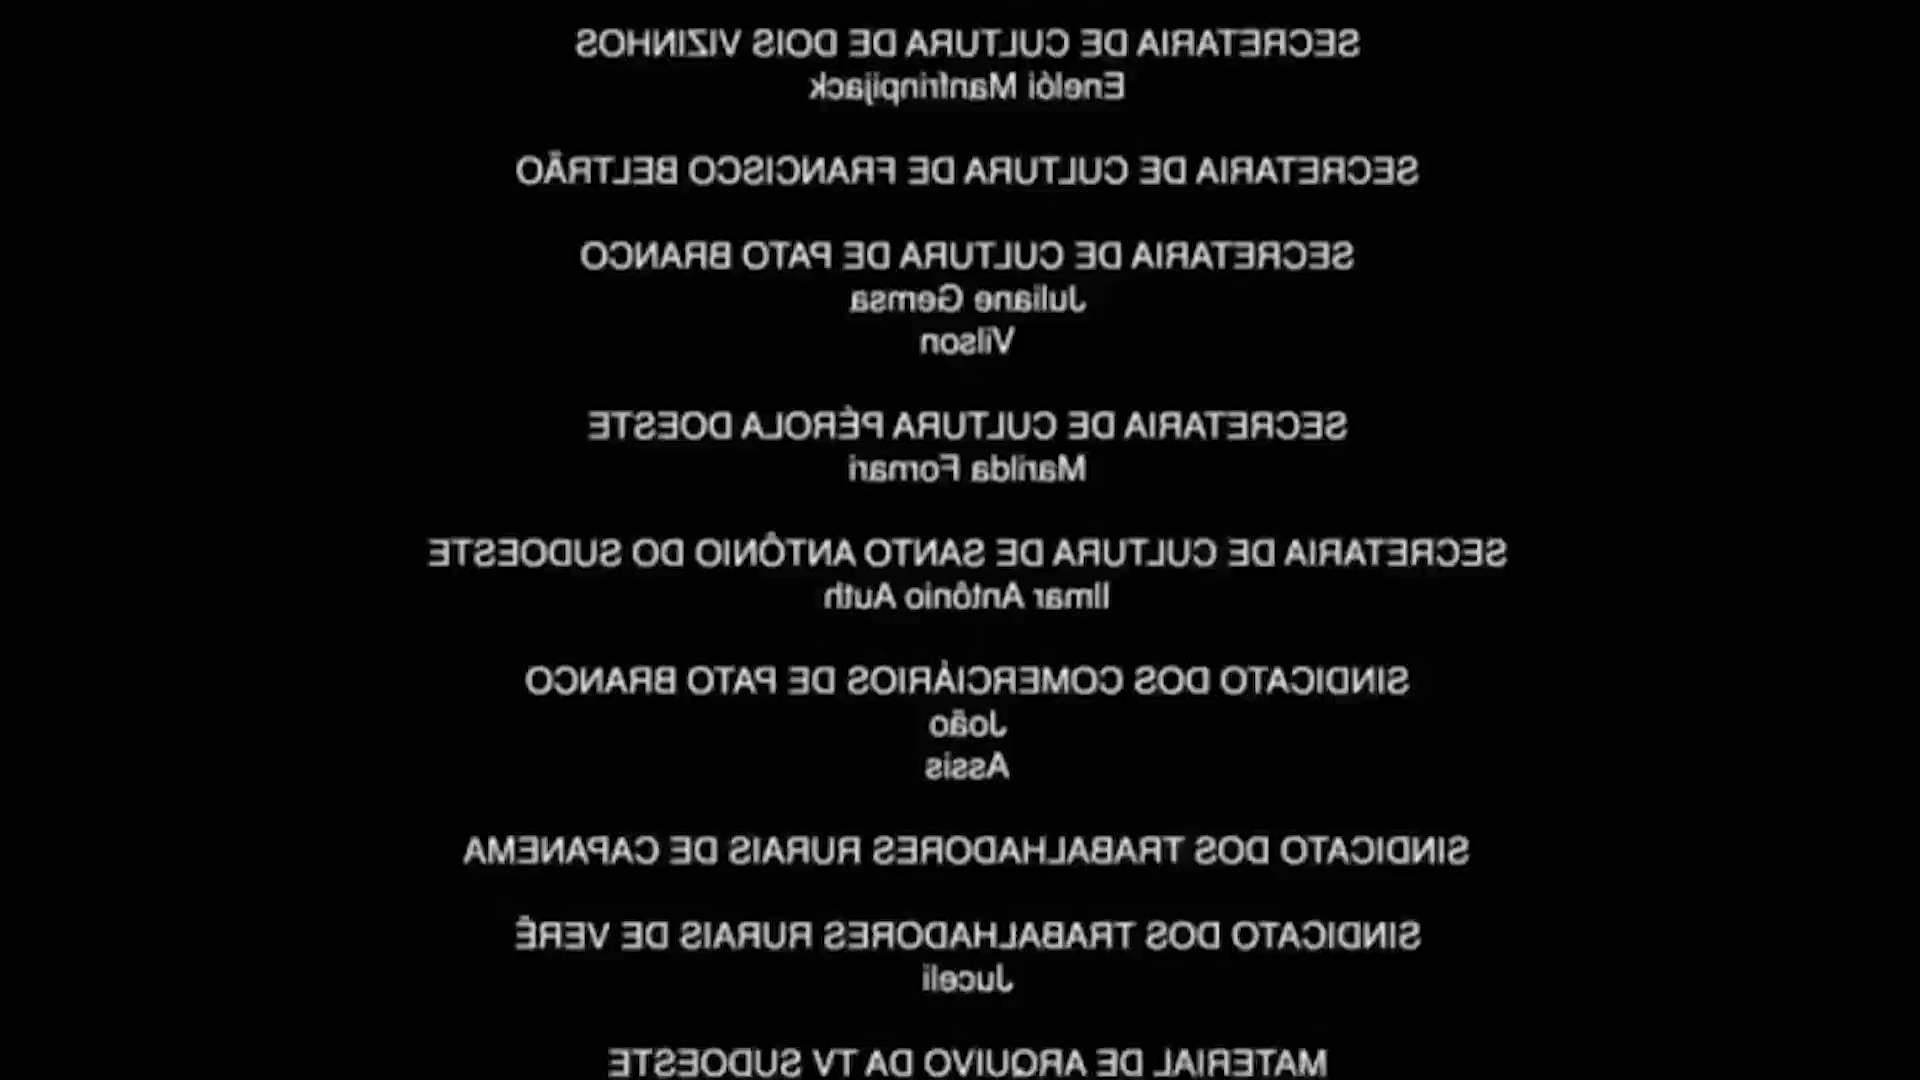 SECRETARIA DE CULTURA DE DOIS VIZINHOS
Enelói Manfrinpijack
SECRETARIA DE CULTURA DE FRANCISCO BELTRÃO
SECRETARIA DE CULTURA DE PATO BRANCO
Juliane Gemsa
Vilson
SECRETARIA DE CULTURA PÉROLA DOESTE
Marilda Fornari
SECRETARIA DE CULTURA DE SANTO ANTÔNIO DO SUDOESTE
Ilmar Antônio Auth
SINDICATO DOS COMERCIÁRIOS DE PATO BRANCO
João
Assis
SINDICATO DOS TRABALHADORES RURAIS DE CAPANEMA
SINDICATO DOS TRABALHADORES RURAIS DE VERÊ
Juceli
MATERIAL DE ARQUIVO DA TV SUDOESTE